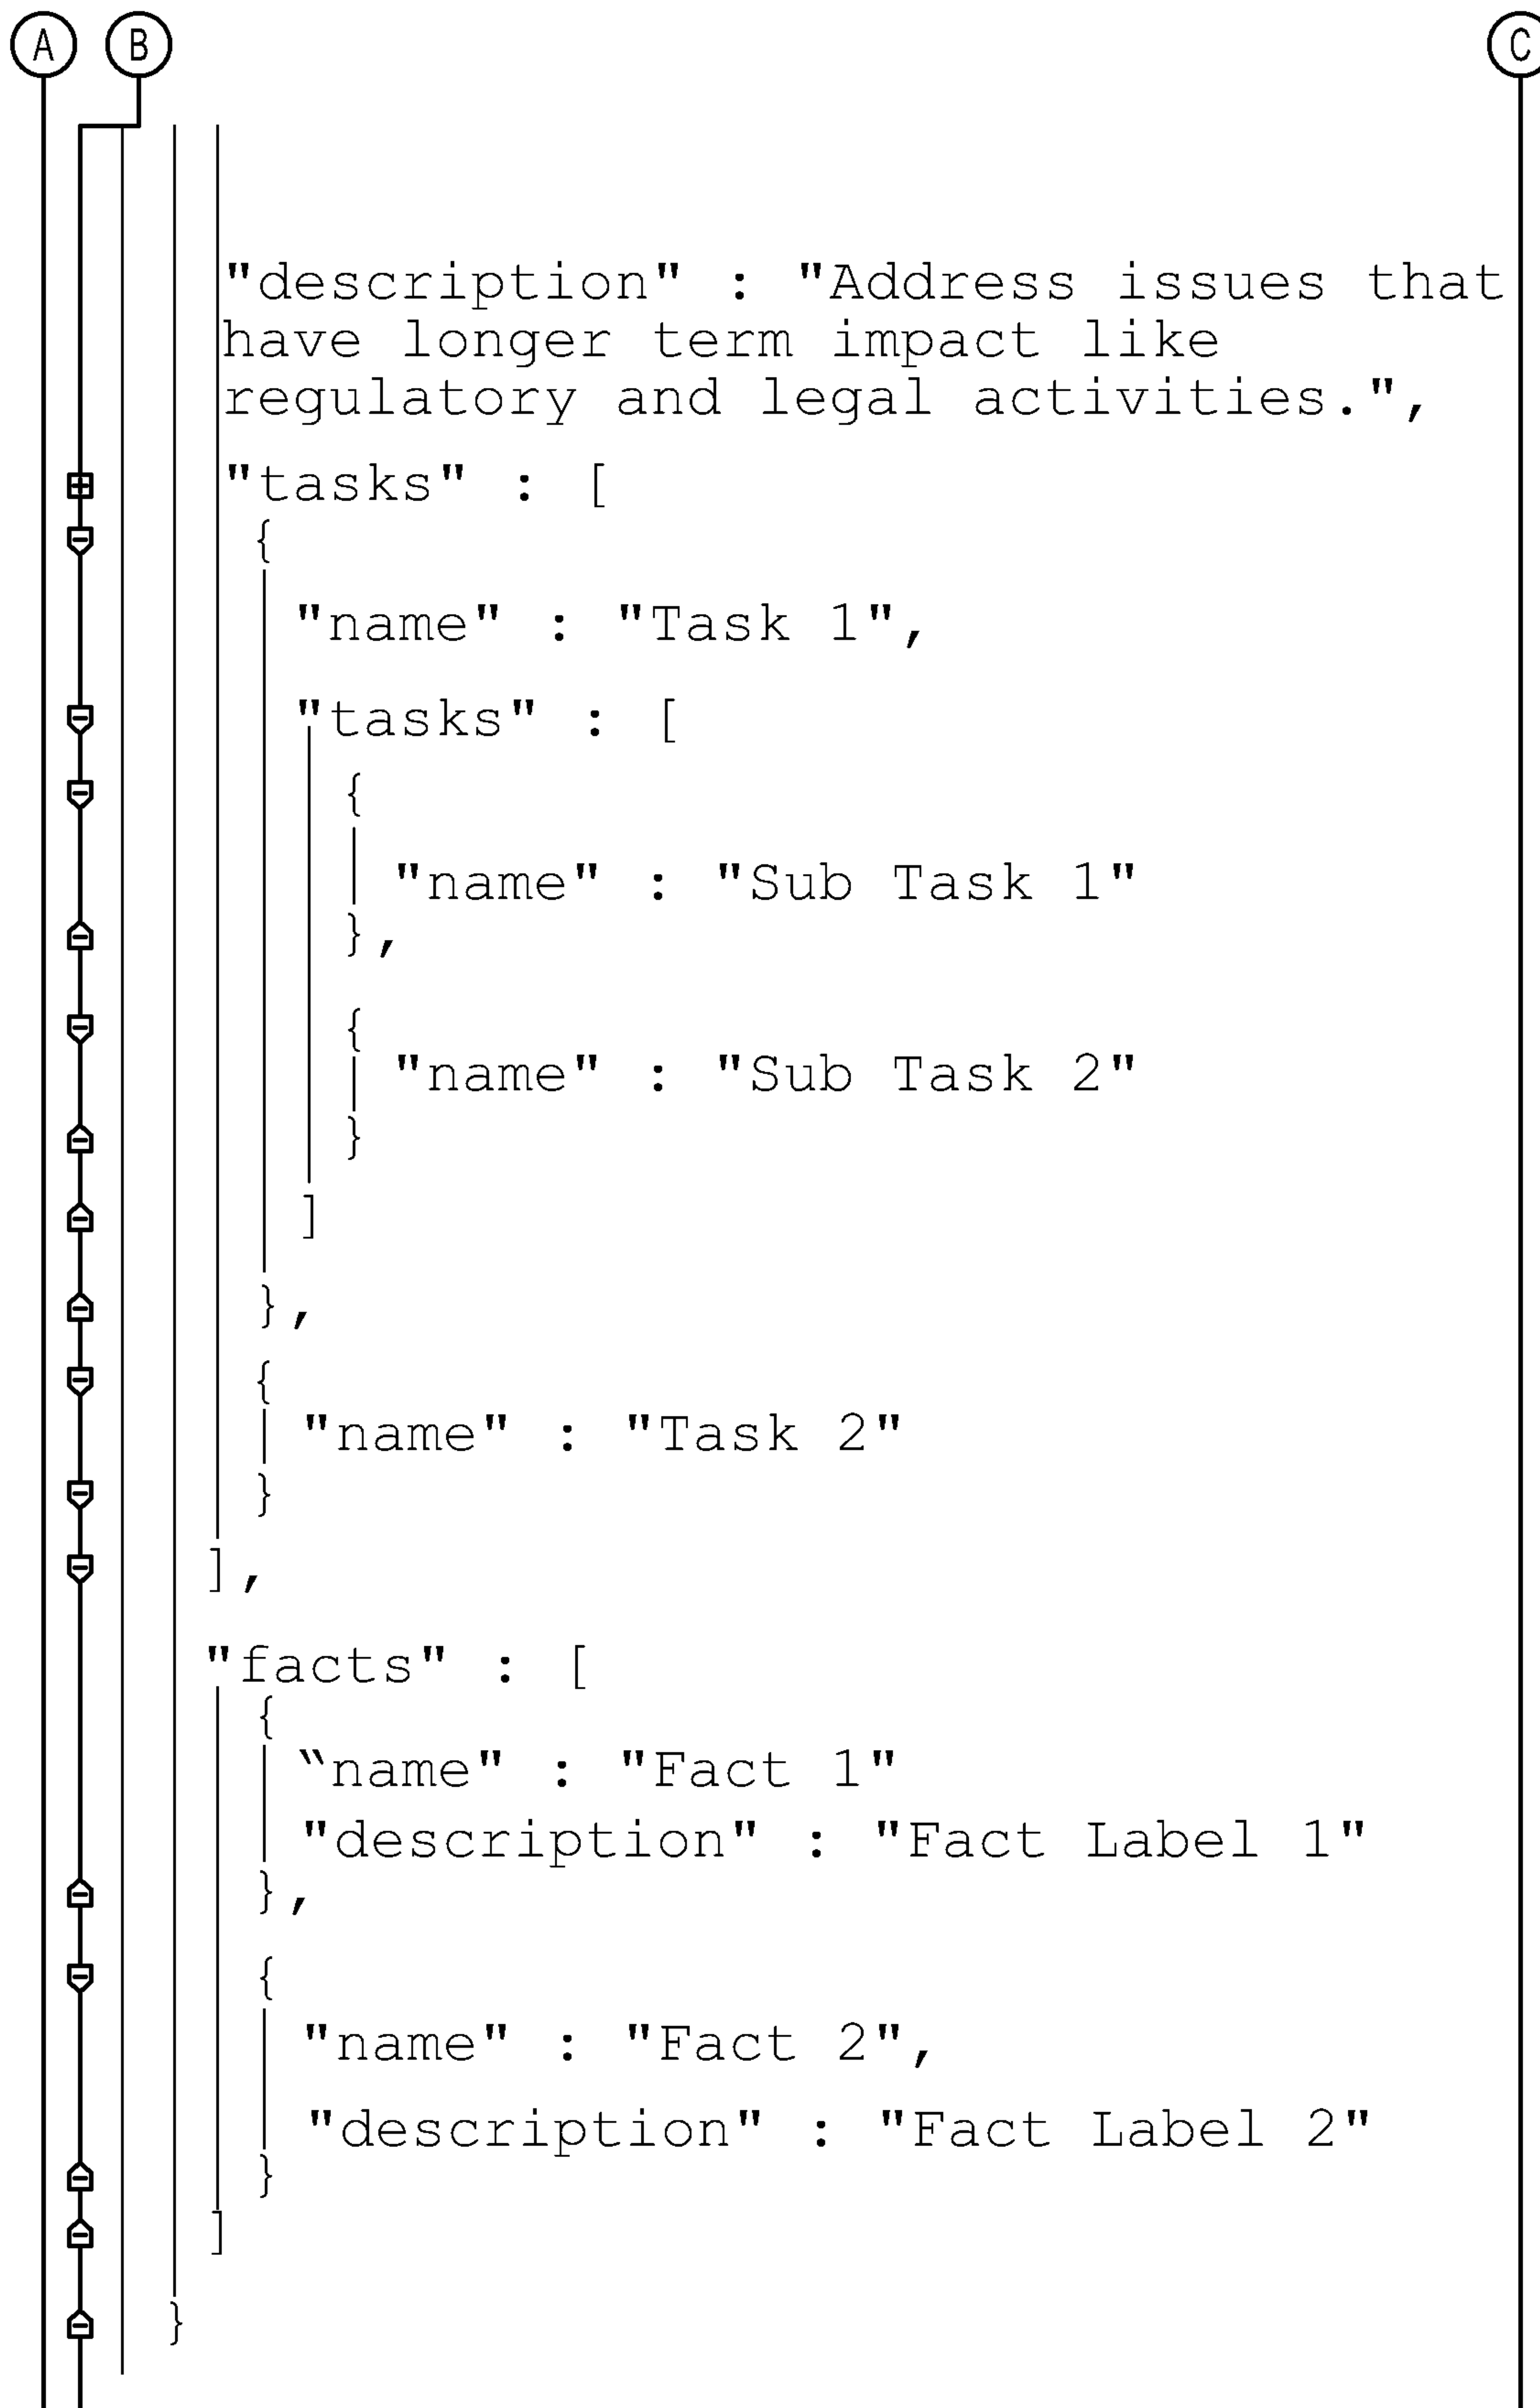 A B C
"description" : "Address issues that
have longer term impact like
regulatory and legal activities.",
"tasks" : [
{
"name" : "Task 1",
"tasks" : [
{
"name" : "Sub Task 1"
},
{
"name" : "Sub Task 2"
}
]
},
{
"name" : "Task 2"
}
],
"facts" : [
{
“name" : "Fact 1"
"description" : "Fact Label 1"
},
{
"name" : "Fact 2",
"description" : "Fact Label 2"
}
]
}